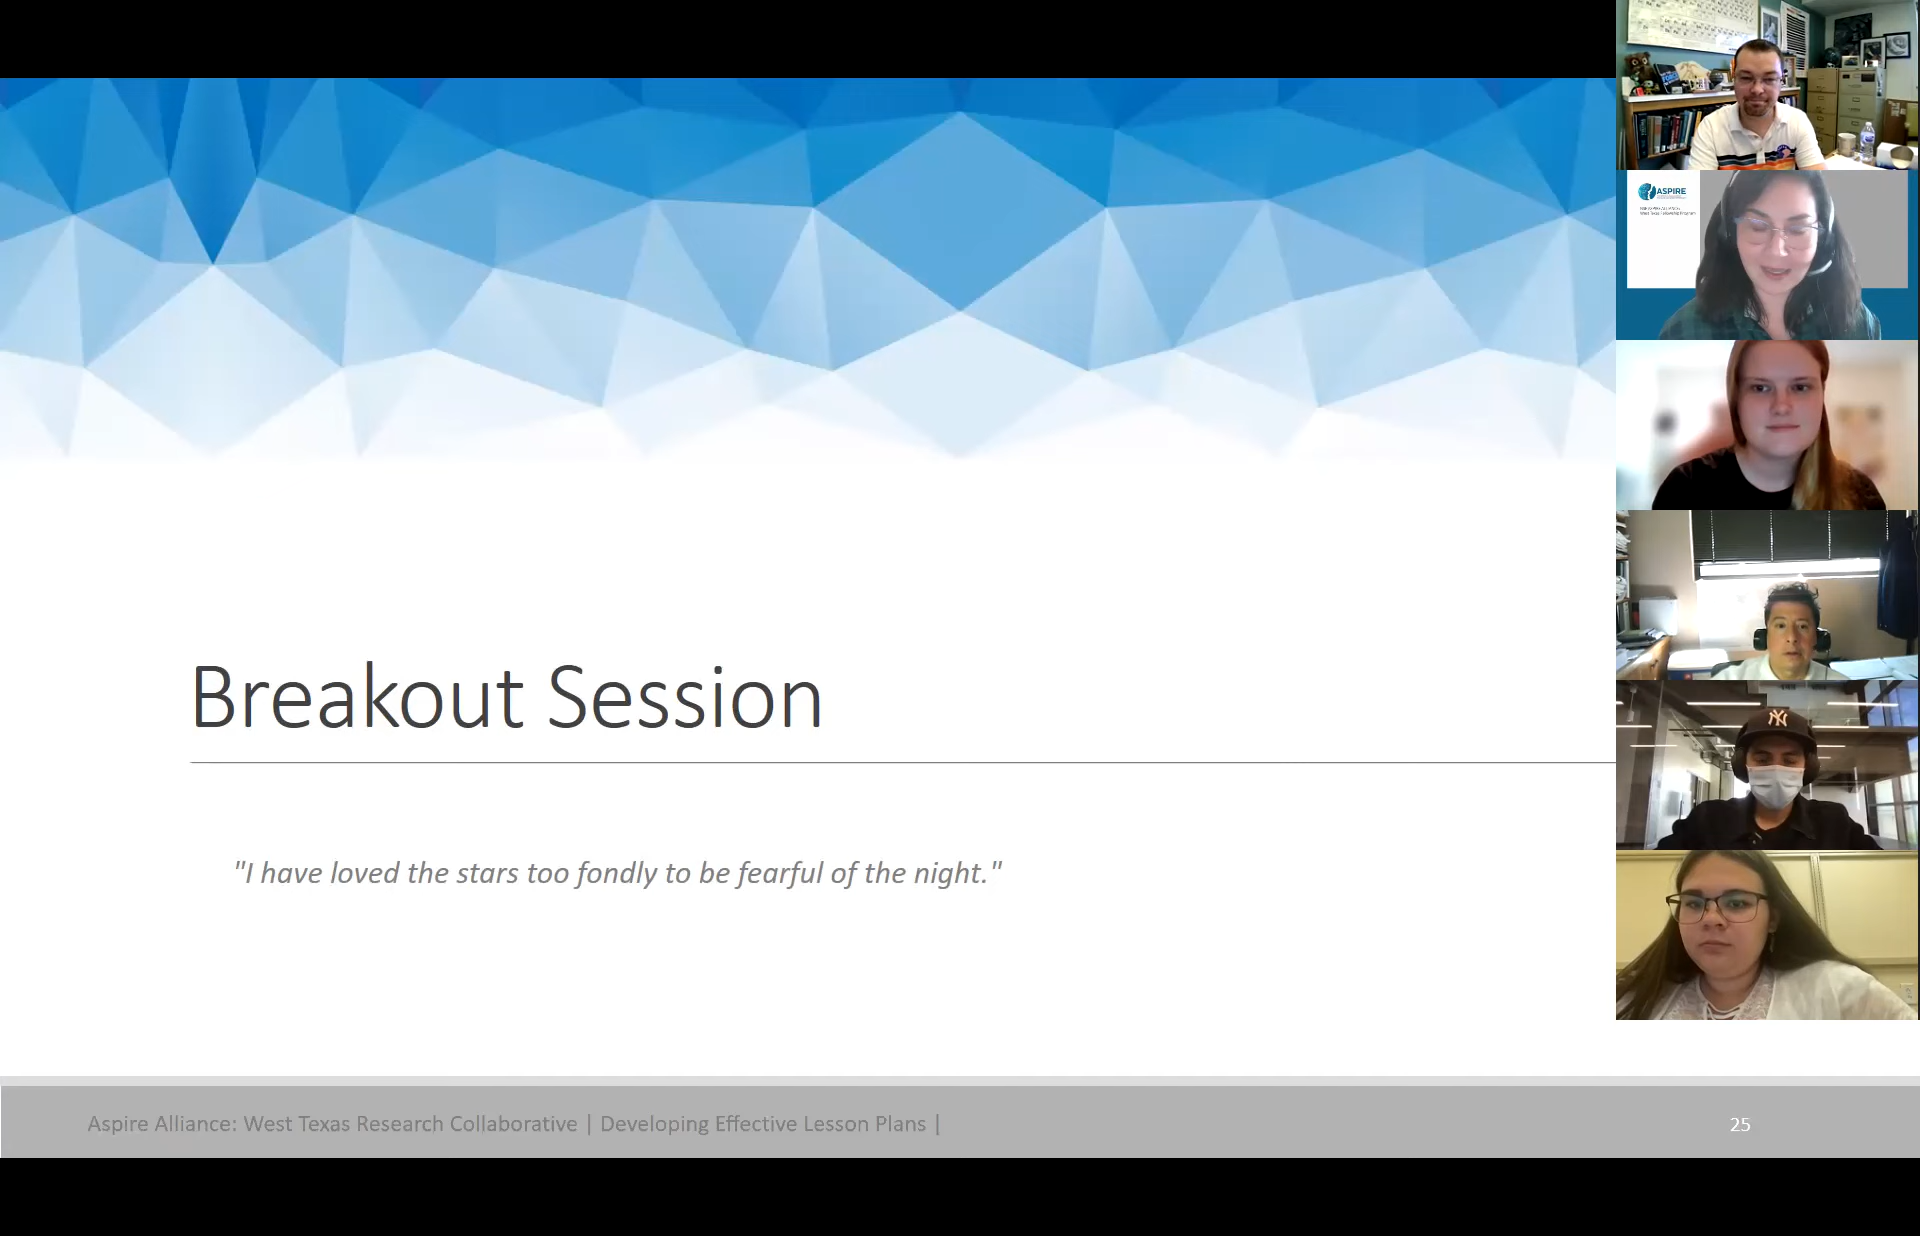 ASPIRE
Breakout Session
"I have loved the stars too fondly to be fearful of the night."
Aspire Alliance: West Texas Research Collaborative | Developing Effective Lesson Plans |
25